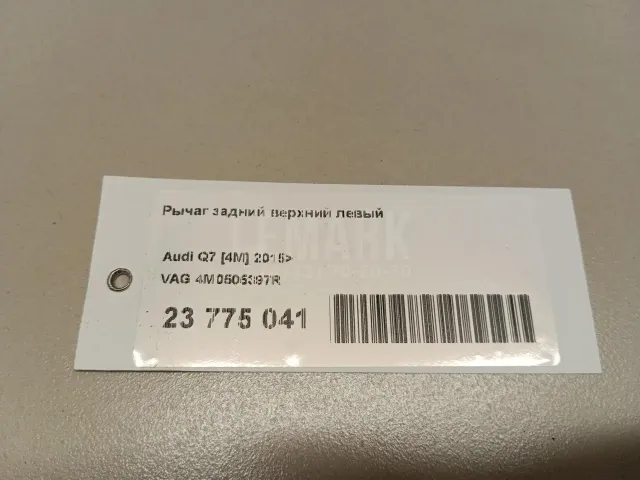 Рычаг задний верхний левый
Audi Q7 [4M] 2015>
VAG 4M0505397R
23 775 041